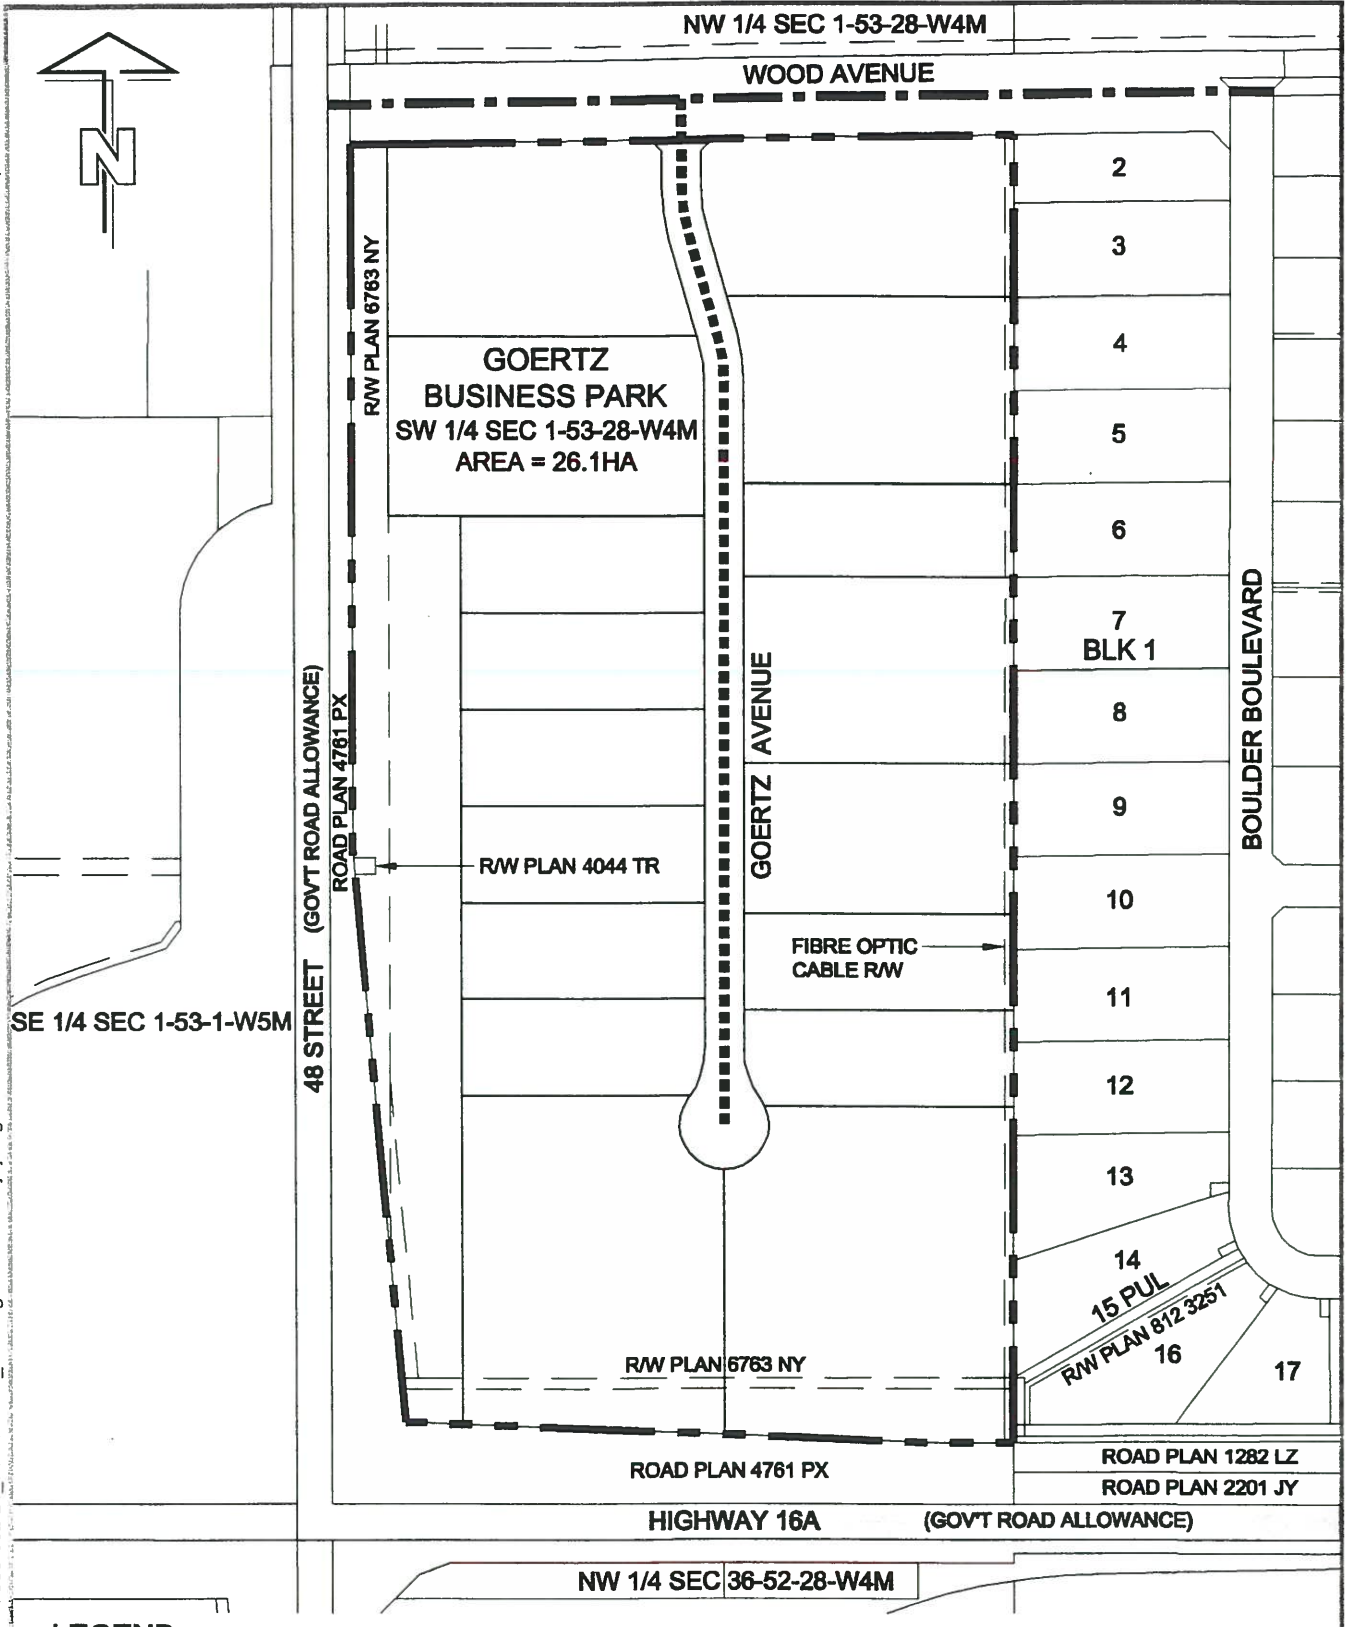 NW 1/4 SEC 1-53-28-W4M
WOOD AVENUE
N
2
3
R/W PLAN 6763 NY
4
GOERTZ
BUSINESS PARK
SW 1/4 SEC 1-53-28-W4M
AREA = 26.1HA
5
6
7
BLK 1
8
BOULDER BOULEVARD
GOERTZ AVENUE
48 STREET (GOV'T ROAD ALLOWANCE)
ROAD PLAN 4761 PX
9
R/W PLAN 4044 TR
10
FIBRE OPTIC
CABLE R/W
11
SE 1/4 SEC 1-53-1-W5M
12
13
14
15 PUL
R/W PLAN 812 3251
16
17
R/W PLAN 6763 NY
ROAD PLAN 4761 PX
ROAD PLAN 1282 LZ
ROAD PLAN 2201 JY
HIGHWAY 16A (GOV'T ROAD ALLOWANCE)
NW 1/4 SEC 36-52-28-W4M
LEGEND